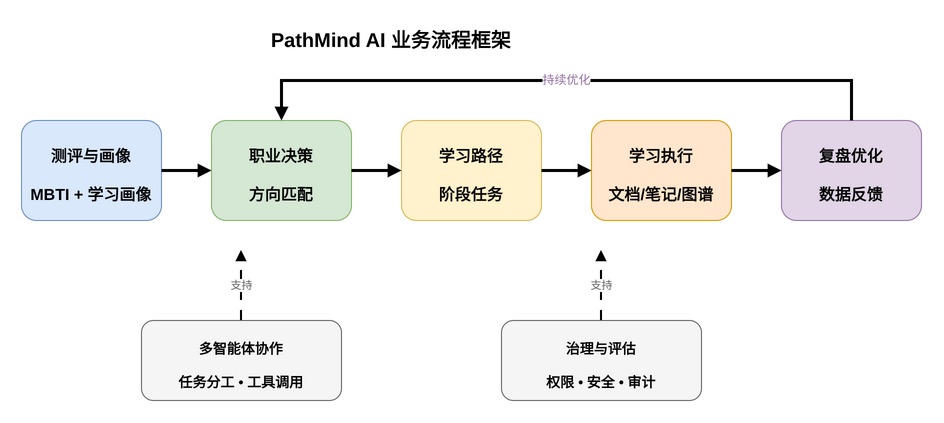 PathMind AI 业务流程框架
持续优化
测评与画像
MBTI + 学习画像
职业决策
方向匹配
学习路径
阶段任务
学习执行
文档/笔记/图谱
复盘优化
数据反馈
支持
支持
多智能体协作
任务分工 • 工具调用
治理与评估
权限 • 安全 • 审计